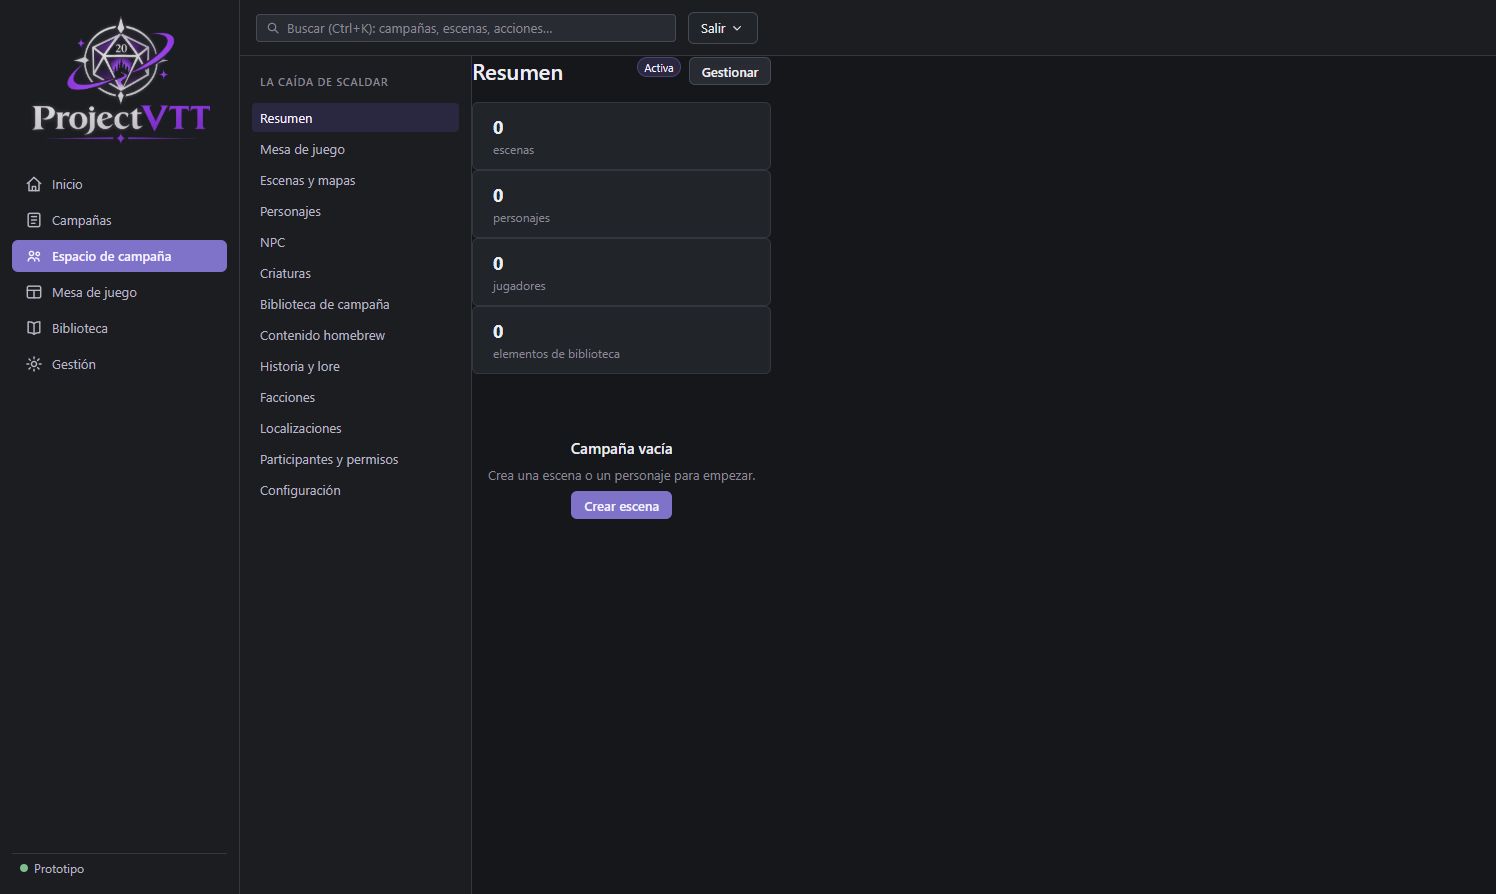 20
ProjectVTT
Inicio
Campañas
Espacio de campaña
Mesa de juego
Biblioteca
Gestión
Prototipo
Buscar (Ctrl+K): campañas, escenas, acciones...
Salir
LA CAÍDA DE SCALDAR
Resumen
Mesa de juego
Escenas y mapas
Personajes
NPC
Criaturas
Biblioteca de campaña
Contenido homebrew
Historia y lore
Facciones
Localizaciones
Participantes y permisos
Configuración
Resumen
Activa
Gestionar
0
escenas
0
personajes
0
jugadores
0
elementos de biblioteca
Campaña vacía
Crea una escena o un personaje para empezar.
Crear escena